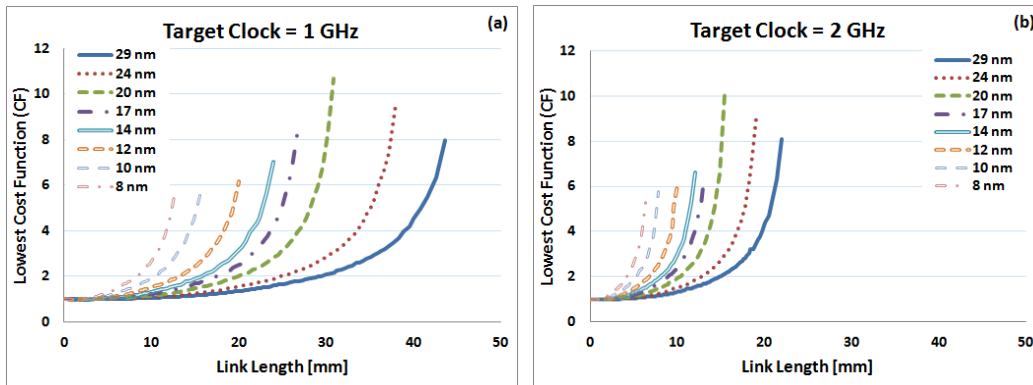 Target Clock = 1 GHz
(a)
Lowest Cost Function (CF)
12
10
8
6
4
2
0
29 nm
24 nm
20 nm
17 nm
14 nm
12 nm
10 nm
8 nm
0 10 20 30 40 50
Link Length [mm]
Target Clock = 2 GHz
(b)
Lowest Cost Function (CF)
12
10
8
6
4
2
0
29 nm
24 nm
20 nm
17 nm
14 nm
12 nm
10 nm
8 nm
0 10 20 30 40 50
Link Length [mm]